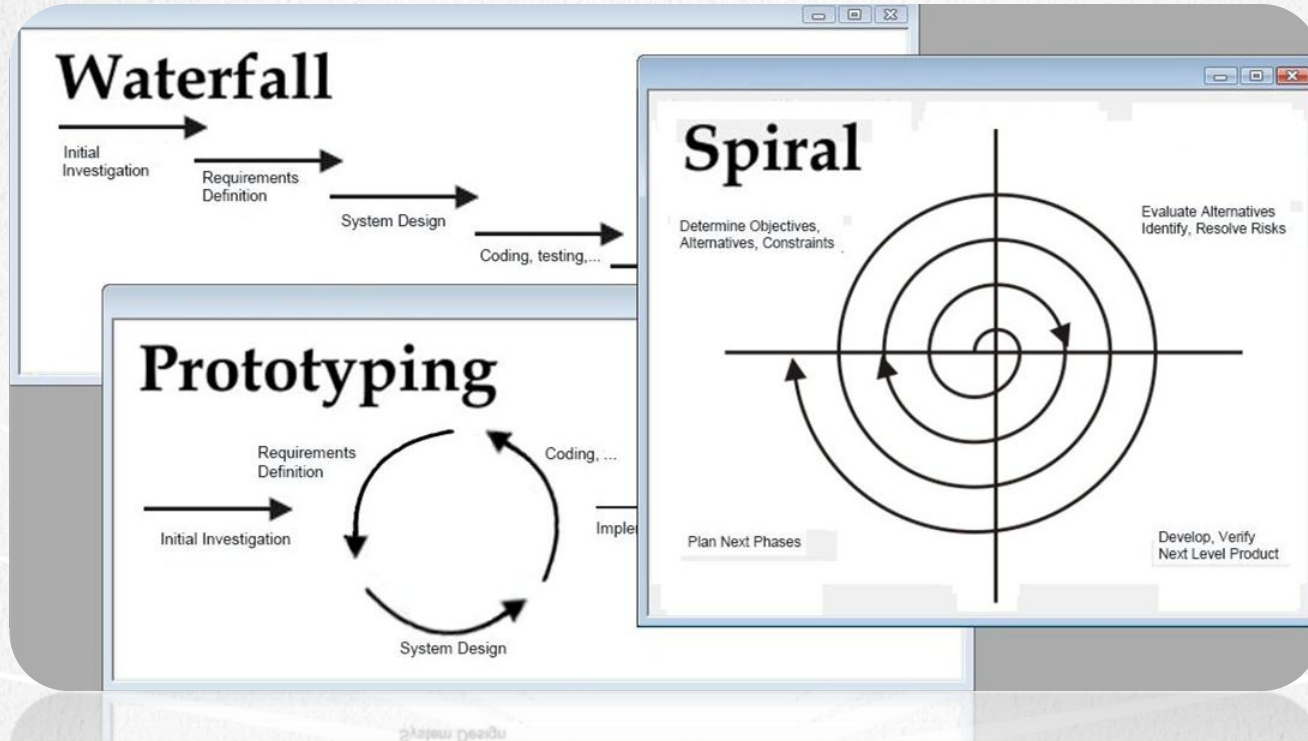 Waterfall
Initial
Investigation
Requirements
Definition
System Design
Coding, testing,...
Prototyping
Requirements
Definition
Coding, ...
Initial Investigation
System Design
Spiral
Determine Objectives,
Alternatives, Constraints
Evaluate Alternatives
Identify, Resolve Risks
Plan Next Phases
Develop, Verify
Next Level Product